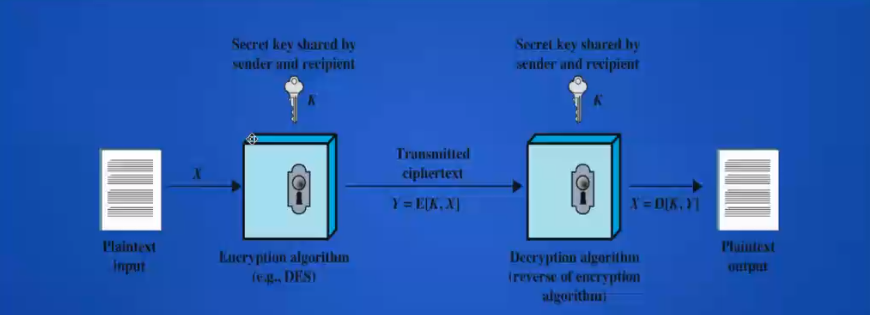 Secret key shared by
sender and recipient
K
Secret key shared by
sender and recipient
K
X
Transmitted
ciphertext
Y = E[K, X]
X = D[K, Y]
Plaintext
input
Encryption algorithm
(e.g., DES)
Decryption algorithm
(reverse of encryption
algorithm)
Plaintext
output